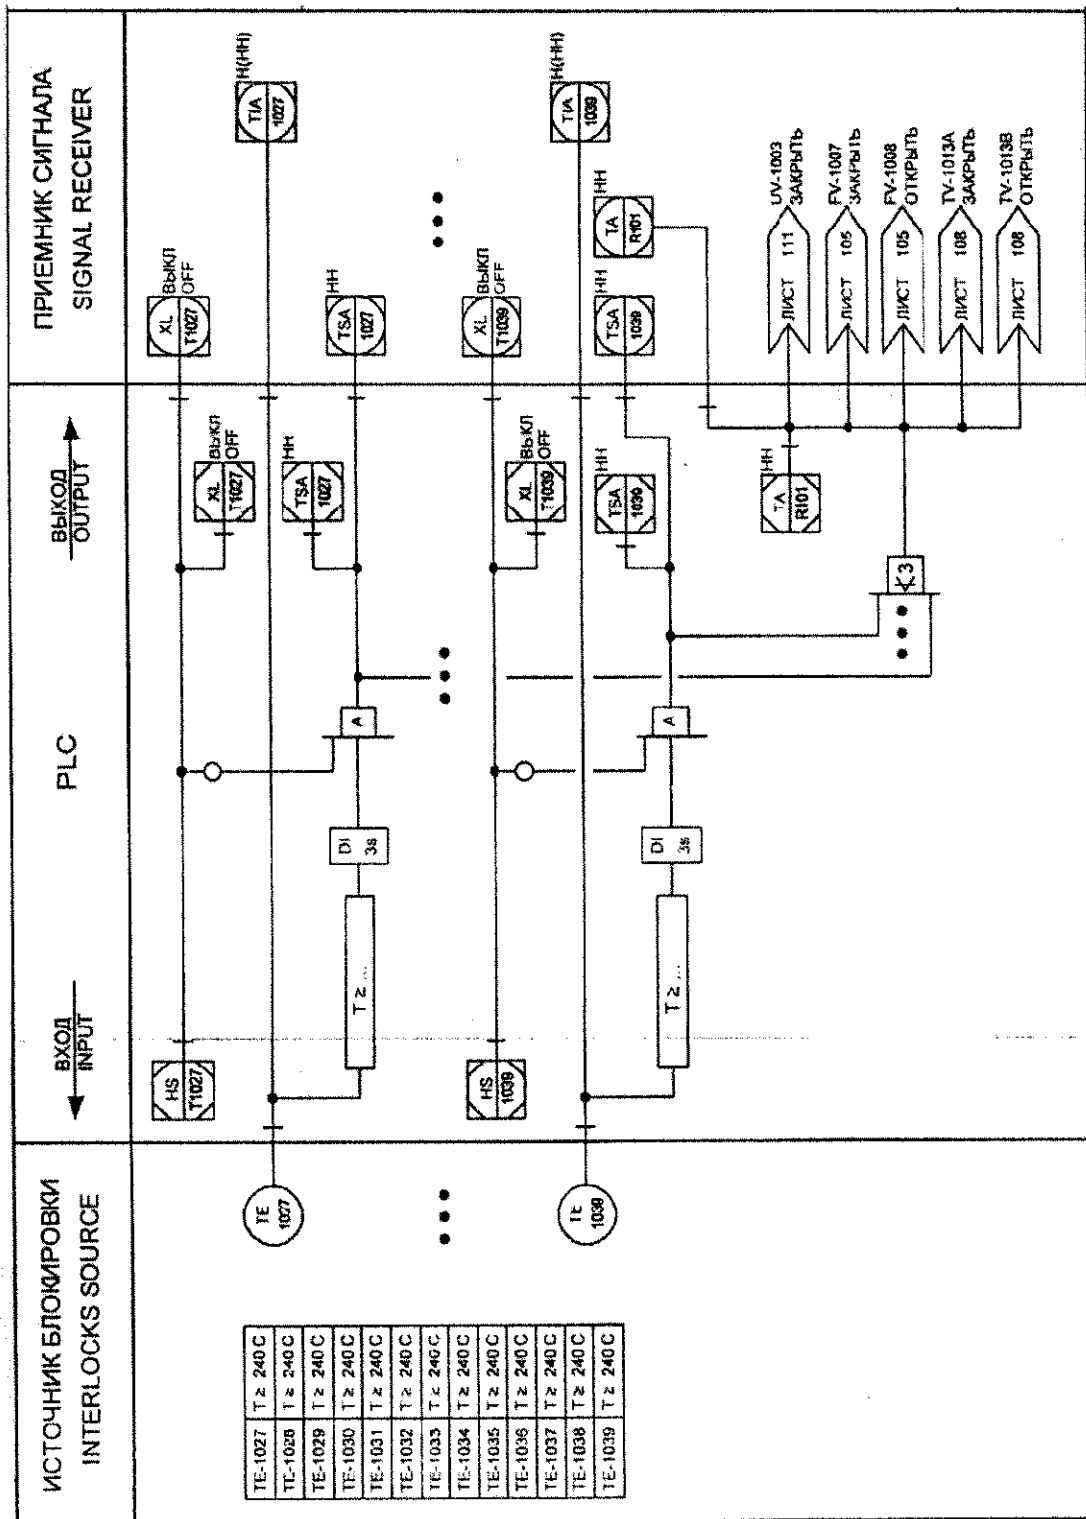 ИСТОЧНИК БЛОКИРОВКИ
INTERLOCKS SOURCE
ВХОД
INPUT
PLC
ВЫХОД
OUTPUT
ПРИЕМНИК СИГНАЛА
SIGNAL RECEIVER
HS
T1027
XL
T1027
ВЫКЛ
OFF
XL
T1027
ВЫКЛ
OFF
TE
1027
TIA
1027
H(HH)
T ≥ ...
DI
3s
A
TSA
1027
HH
TSA
1027
HH
HS
1039
XL
T1039
ВЫКЛ
OFF
XL
T1039
ВЫКЛ
OFF
TE
1039
TIA
1039
H(HH)
T ≥ ...
DI
3s
A
TSA
1039
HH
TSA
1039
HH
TA
R101
HH
TA
R101
HH
3
ЛИСТ 111
UV-1003
ЗАКРЫТЬ
ЛИСТ 105
FV-1007
ЗАКРЫТЬ
ЛИСТ 105
FV-1008
ОТКРЫТЬ
ЛИСТ 108
TV-1013A
ЗАКРЫТЬ
ЛИСТ 108
TV-1013B
ОТКРЫТЬ
TE-1027 T ≥ 240 C
TE-1028 T ≥ 240 C
TE-1029 T ≥ 240 C
TE-1030 T ≥ 240 C
TE-1031 T ≥ 240 C
TE-1032 T ≥ 240 C
TE-1033 T ≥ 240 C
TE-1034 T ≥ 240 C
TE-1035 T ≥ 240 C
TE-1036 T ≥ 240 C
TE-1037 T ≥ 240 C
TE-1038 T ≥ 240 C
TE-1039 T ≥ 240 C